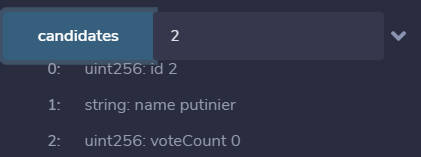 candidates 2
0: uint256: id 2
1: string: name putinier
2: uint256: voteCount 0